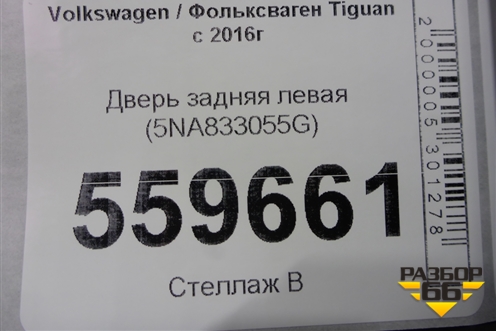 Volkswagen / Фольксваген Tiguan
с 2016г
Дверь задняя левая
(5NA833055G)
559661
Стеллаж В
2000005301278
РАЗБОР
66